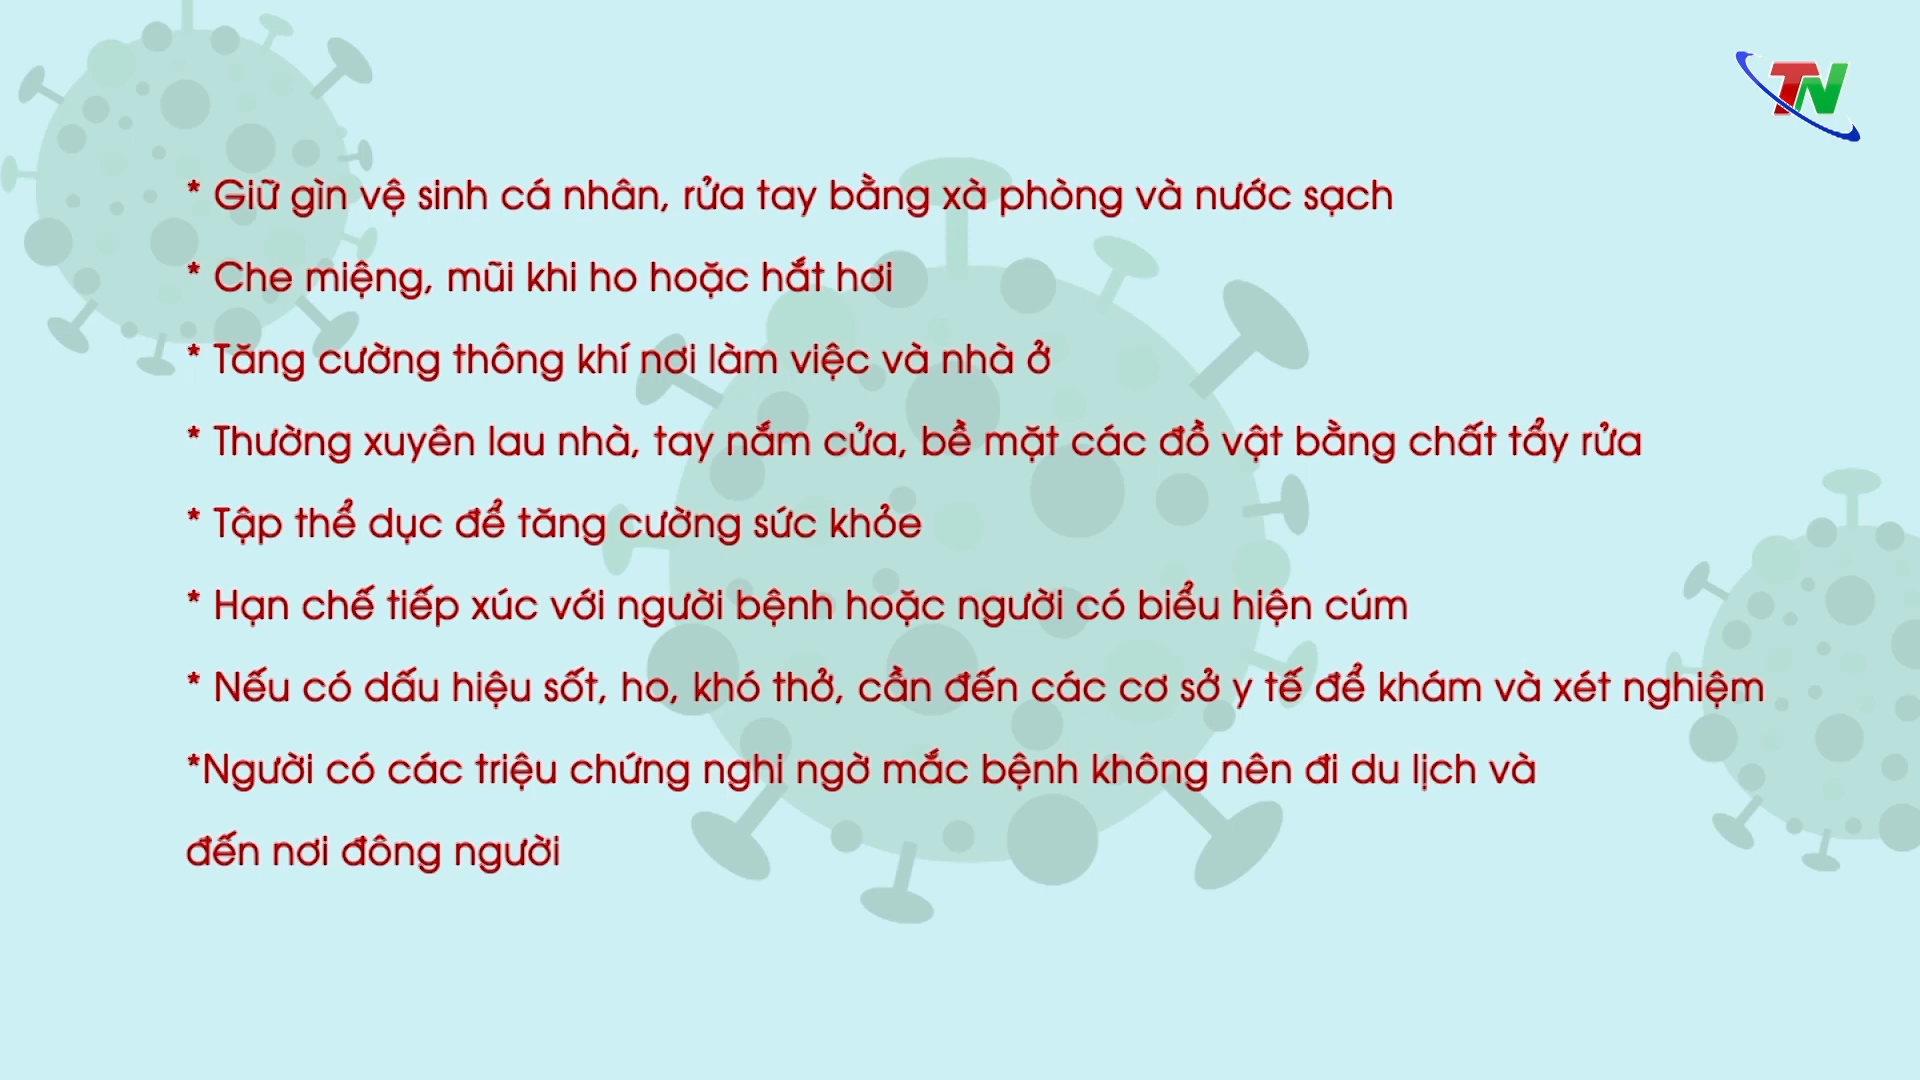 TN
* Giữ gìn vệ sinh cá nhân, rửa tay bằng xà phòng và nước sạch
* Che miệng, mũi khi ho hoặc hắt hơi
* Tăng cường thông khí nơi làm việc và nhà ở
* Thường xuyên lau nhà, tay nắm cửa, bề mặt các đồ vật bằng chất tẩy rửa
* Tập thể dục để tăng cường sức khỏe
* Hạn chế tiếp xúc với người bệnh hoặc người có biểu hiện cúm
* Nếu có dấu hiệu sốt, ho, khó thở, cần đến các cơ sở y tế để khám và xét nghiệm
*Người có các triệu chứng nghi ngờ mắc bệnh không nên đi du lịch và
đến nơi đông người